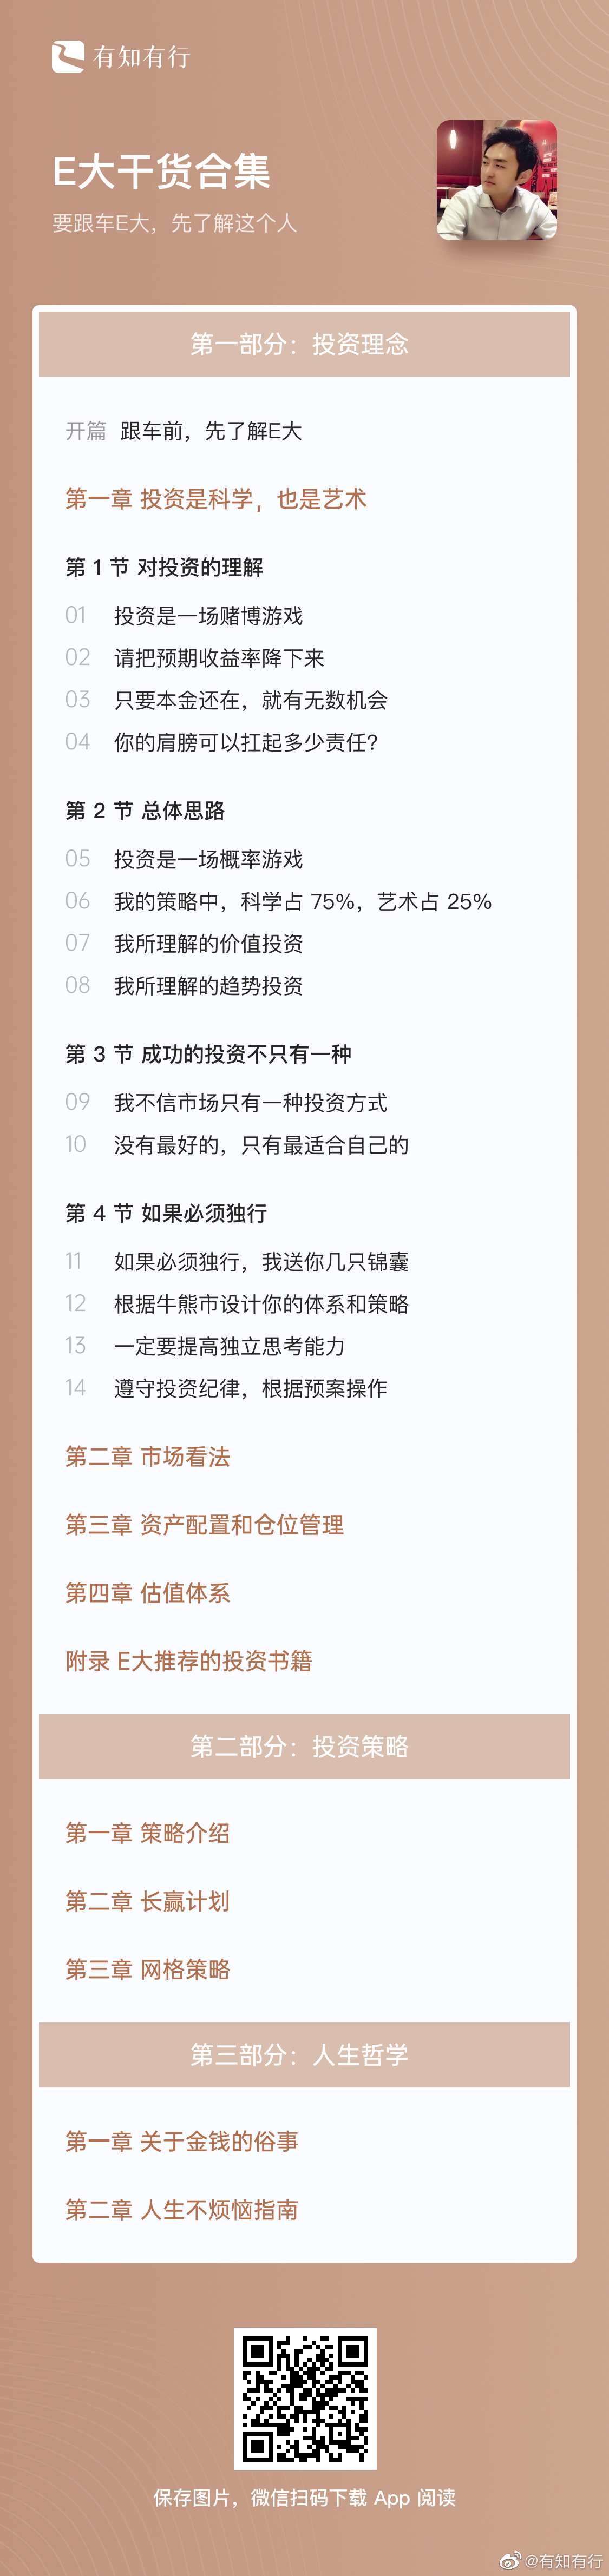 有知有行
E大干货合集
要跟车E大，先了解这个人
第一部分：投资理念
开篇 跟车前，先了解E大
第一章 投资是科学，也是艺术
第 1 节 对投资的理解
01 投资是一场赌博游戏
02 请把预期收益率降下来
03 只要本金还在，就有无数机会
04 你的肩膀可以扛起多少责任？
第 2 节 总体思路
05 投资是一场概率游戏
06 我的策略中，科学占 75%，艺术占 25%
07 我所理解的价值投资
08 我所理解的趋势投资
第 3 节 成功的投资不只有一种
09 我不信市场只有一种投资方式
10 没有最好的，只有最适合自己的
第 4 节 如果必须独行
11 如果必须独行，我送你几只锦囊
12 根据牛熊市设计你的体系和策略
13 一定要提高独立思考能力
14 遵守投资纪律，根据预案操作
第二章 市场看法
第三章 资产配置和仓位管理
第四章 估值体系
附录 E大推荐的投资书籍
第二部分：投资策略
第一章 策略介绍
第二章 长赢计划
第三章 网格策略
第三部分：人生哲学
第一章 关于金钱的俗事
第二章 人生不烦恼指南
保存图片，微信扫码下载 App 阅读
@有知有行